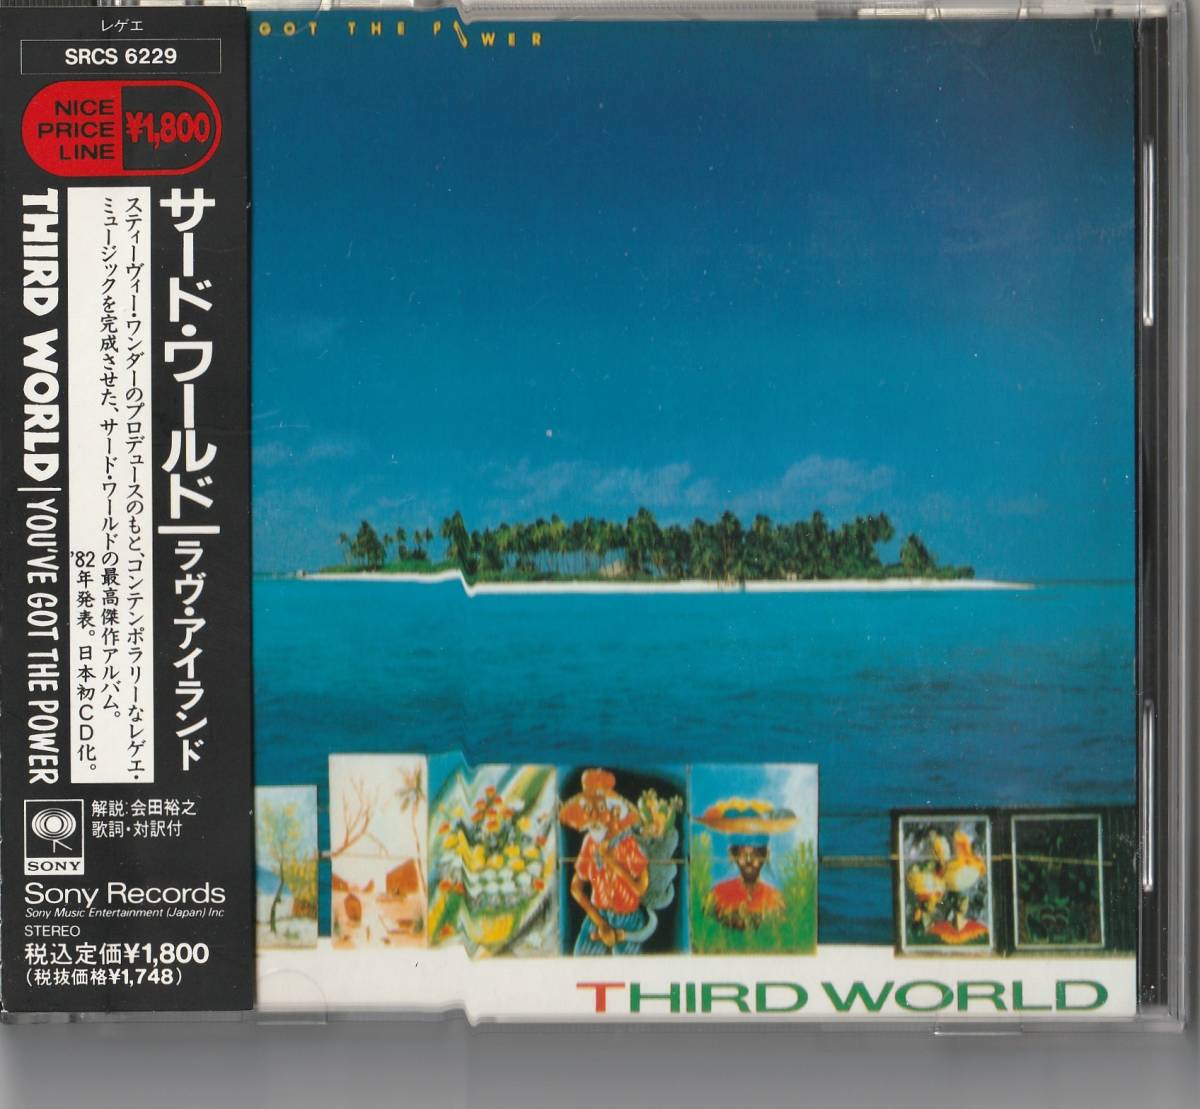 レゲエ
SRCS 6229
NICE
PRICE
LINE
¥1,800
サード・ワールド|ラヴ・アイランド
スティーヴィー・ワンダーのプロデュースのもと、コンテンポラリーなレゲエ・
ミュージックを完成させた、サード・ワールドの最高傑作アルバム。
'82年発表。日本初CD化。
THIRD WORLD|YOU'VE GOT THE POWER
解説:会田裕之
歌詞・対訳付
SONY
Sony Records
Sony Music Entertainment (Japan) Inc
STEREO
税込定価¥1,800
(税抜価格¥1,748)
GOT THE POWER
THIRD WORLD